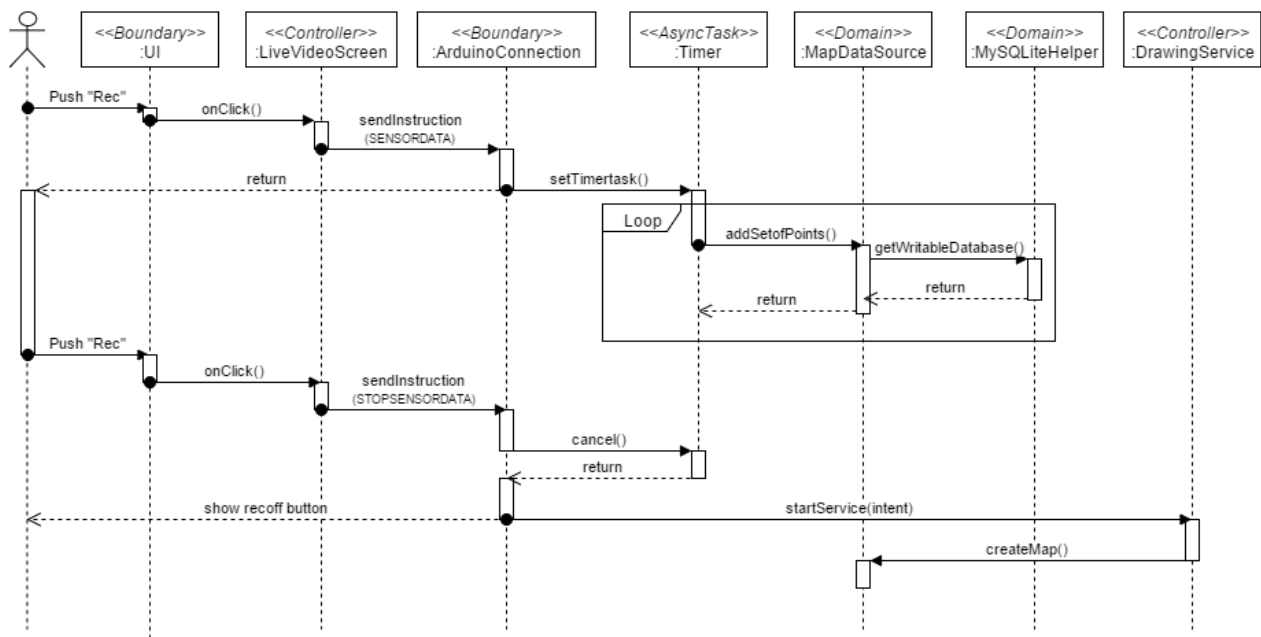 <<Boundary>>
:UI
<<Controller>>
:LiveVideoScreen
<<Boundary>>
:ArduinoConnection
<<AsyncTask>>
:Timer
<<Domain>>
:MapDataSource
<<Domain>>
:MySQLiteHelper
<<Controller>>
:DrawingService
Push "Rec"
onClick()
sendInstruction
(SENSORDATA)
return
setTimertask()
Loop
addSetofPoints()
getWritableDatabase()
return
return
Push "Rec"
onClick()
sendInstruction
(STOPSENSORDATA)
cancel()
return
show recoff button
startService(intent)
createMap()